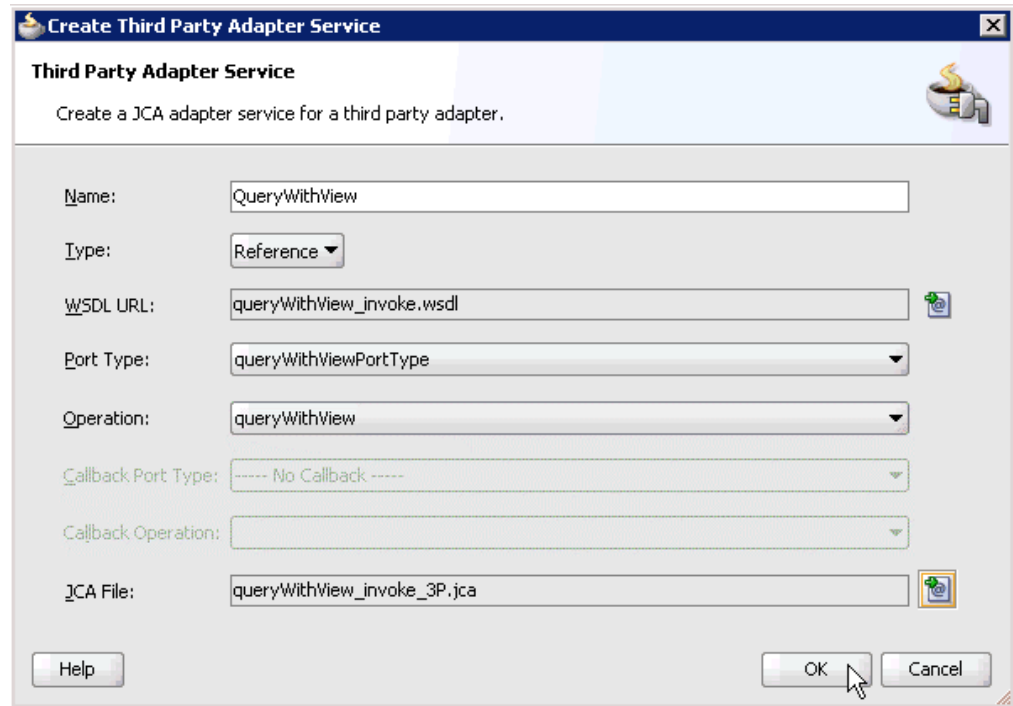 Create Third Party Adapter Service
Third Party Adapter Service
Create a JCA adapter service for a third party adapter.
Name: QueryWithView
Type: Reference
WSDL URL: queryWithView_invoke.wsdl
Port Type: queryWithViewPortType
Operation: queryWithView
Callback Port Type: ----- No Callback -----
Callback Operation:
JCA File: queryWithView_invoke_3P.jca
Help OK Cancel